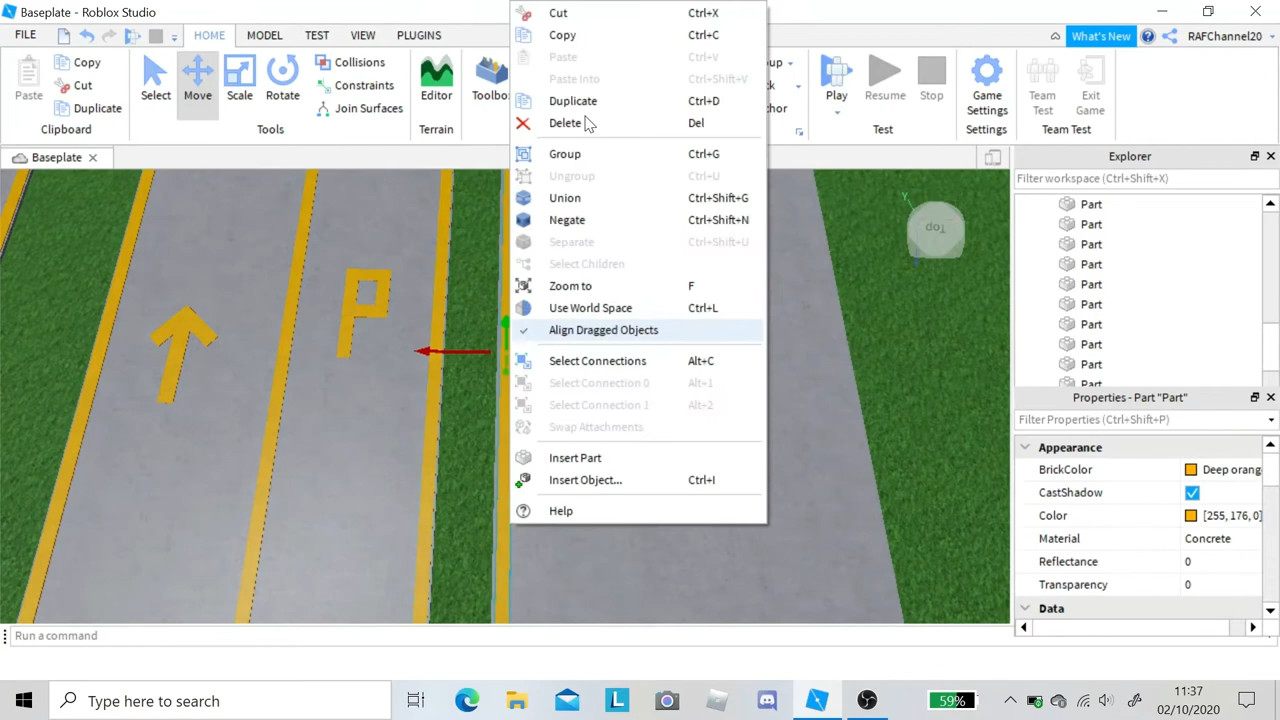 Baseplate - Roblox Studio
FILE HOME MODEL TEST VIEW PLUGINS What's New RAFChannel20
Paste Copy Cut Duplicate Clipboard
Select Move Scale Rotate Collisions Constraints Join Surfaces Tools
Editor Terrain
Play Resume Stop Test
Game Settings Settings
Team Test Exit Game Team Test
Baseplate
Cut Ctrl+X
Copy Ctrl+C
Paste Ctrl+V
Paste Into Ctrl+Shift+V
Duplicate Ctrl+D
Delete Del
Group Ctrl+G
Ungroup Ctrl+U
Union Ctrl+Shift+G
Negate Ctrl+Shift+N
Separate Ctrl+Shift+U
Select Children
Zoom to F
Use World Space Ctrl+L
Align Dragged Objects
Select Connections Alt+C
Select Connection 0 Alt+1
Select Connection 1 Alt+2
Swap Attachments
Insert Part
Insert Object... Ctrl+I
Help
P
Y
Top
Explorer
Filter workspace (Ctrl+Shift+X)
Part
Part
Part
Part
Part
Part
Part
Part
Part
Part
Properties - Part "Part"
Filter Properties (Ctrl+Shift+P)
Appearance
BrickColor Deep orang
CastShadow
Color [255, 176, 0]
Material Concrete
Reflectance 0
Transparency 0
Data
Run a command
Type here to search
L
59%
11:37
02/10/2020